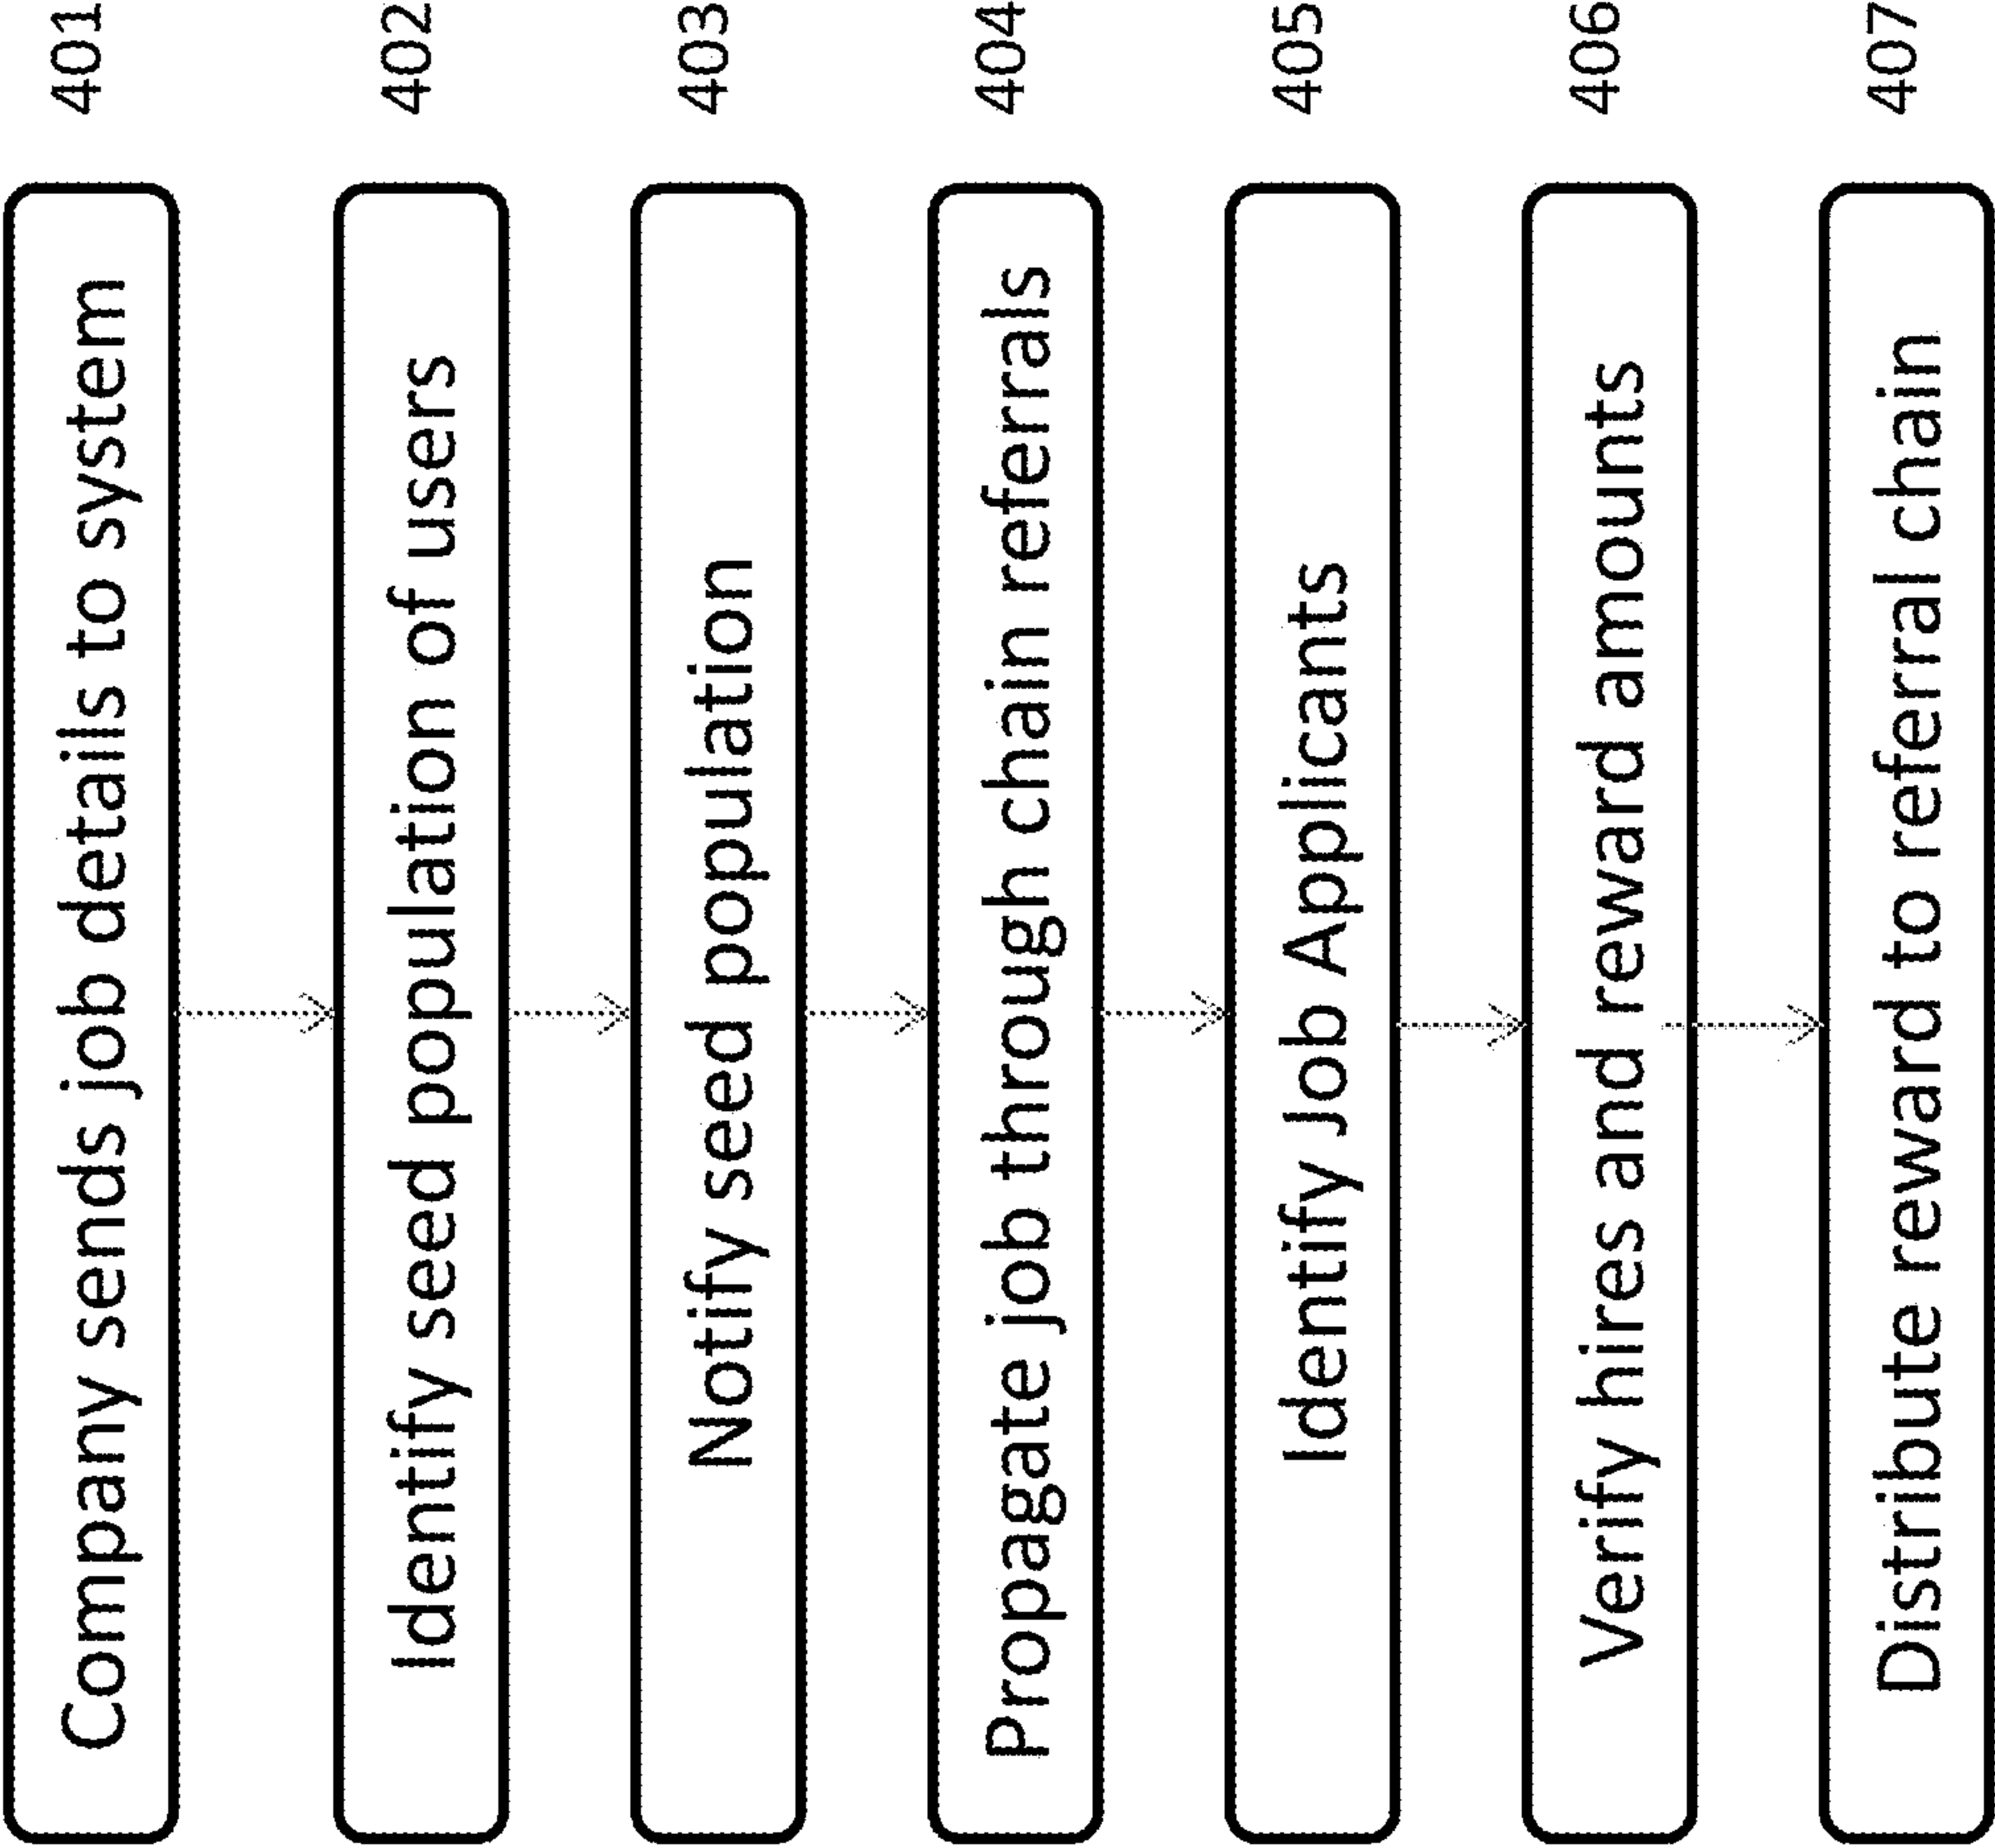 Company sends job details to system 401
Identify seed population of users 402
Notify seed population 403
Propagate job through chain referrals 404
Identify Job Applicants 405
Verify hires and reward amounts 406
Distribute reward to referral chain 407